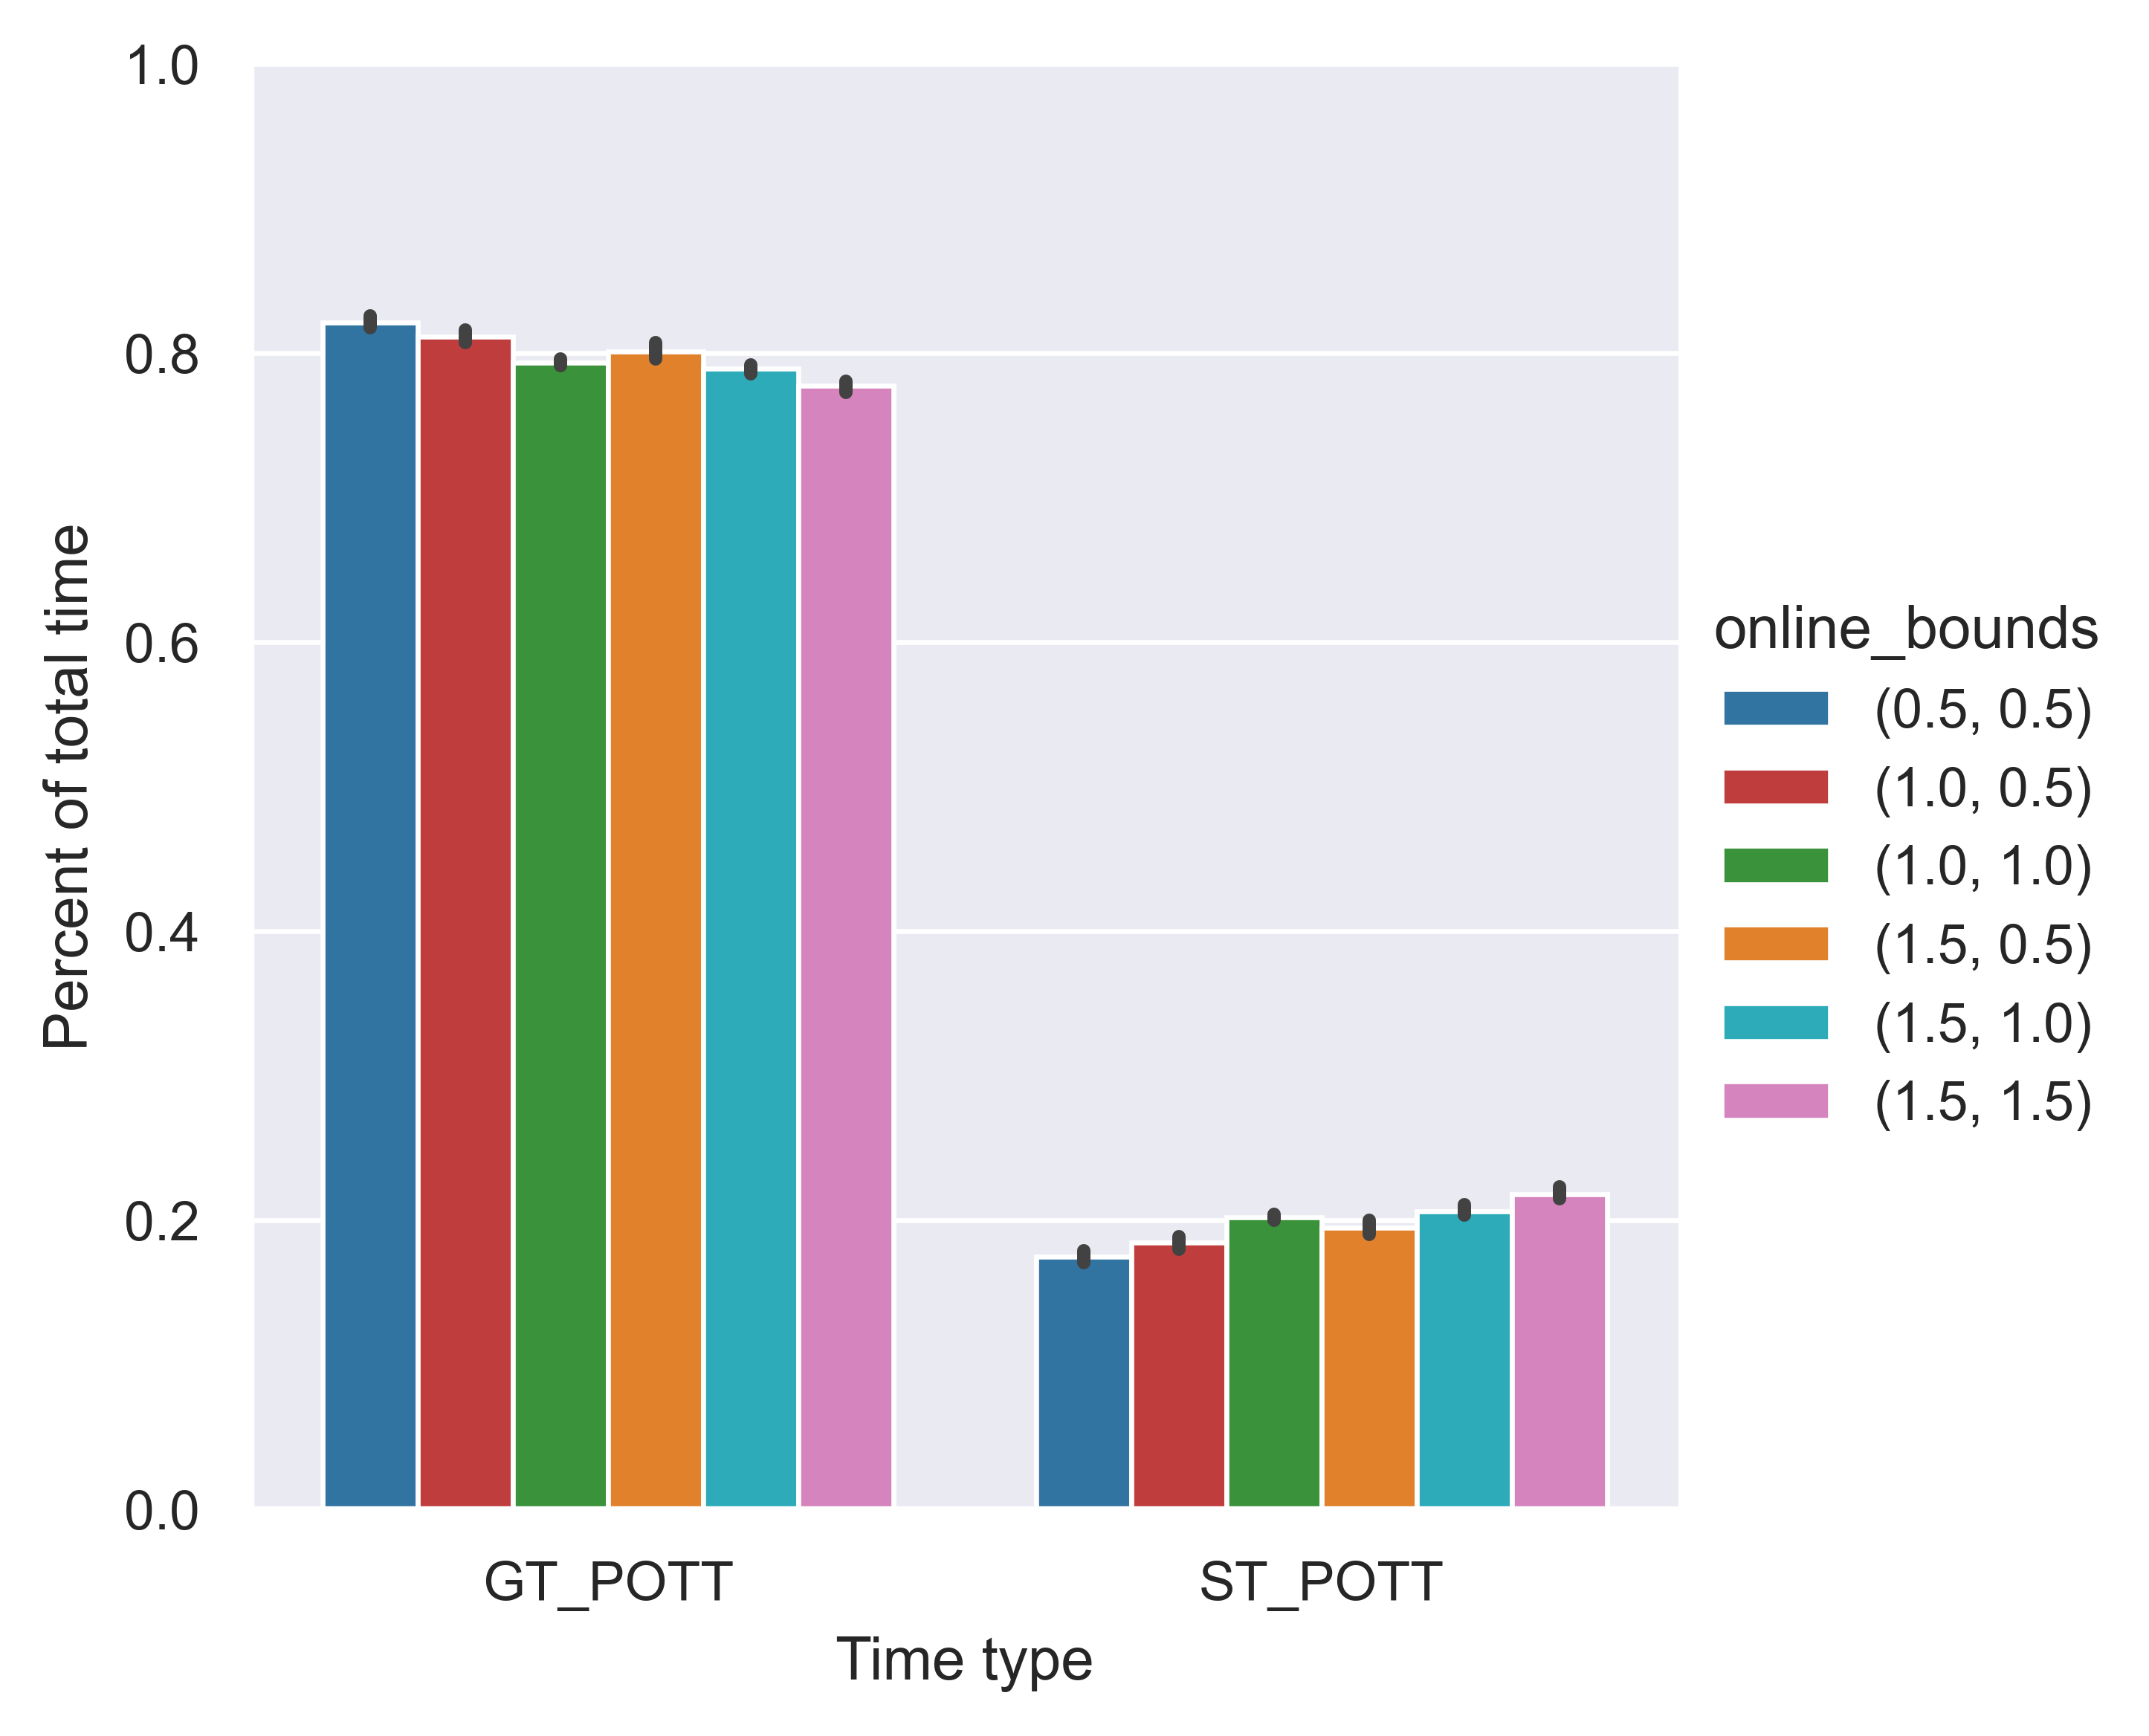 1.0
0.8
0.6
0.4
0.2
0.0
Percent of total time
GT_POTT
ST_POTT
Time type
online_bounds
(0.5, 0.5)
(1.0, 0.5)
(1.0, 1.0)
(1.5, 0.5)
(1.5, 1.0)
(1.5, 1.5)